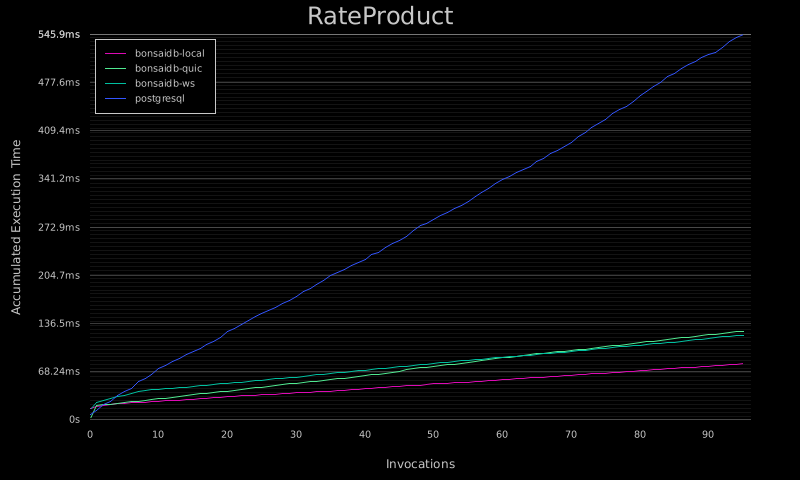 RateProduct
545.9ms
477.6ms
409.4ms
341.2ms
272.9ms
204.7ms
136.5ms
68.24ms
0s
bonsaidb-local
bonsaidb-quic
bonsaidb-ws
postgresql
Accumulated Execution Time
0 10 20 30 40 50 60 70 80 90
Invocations